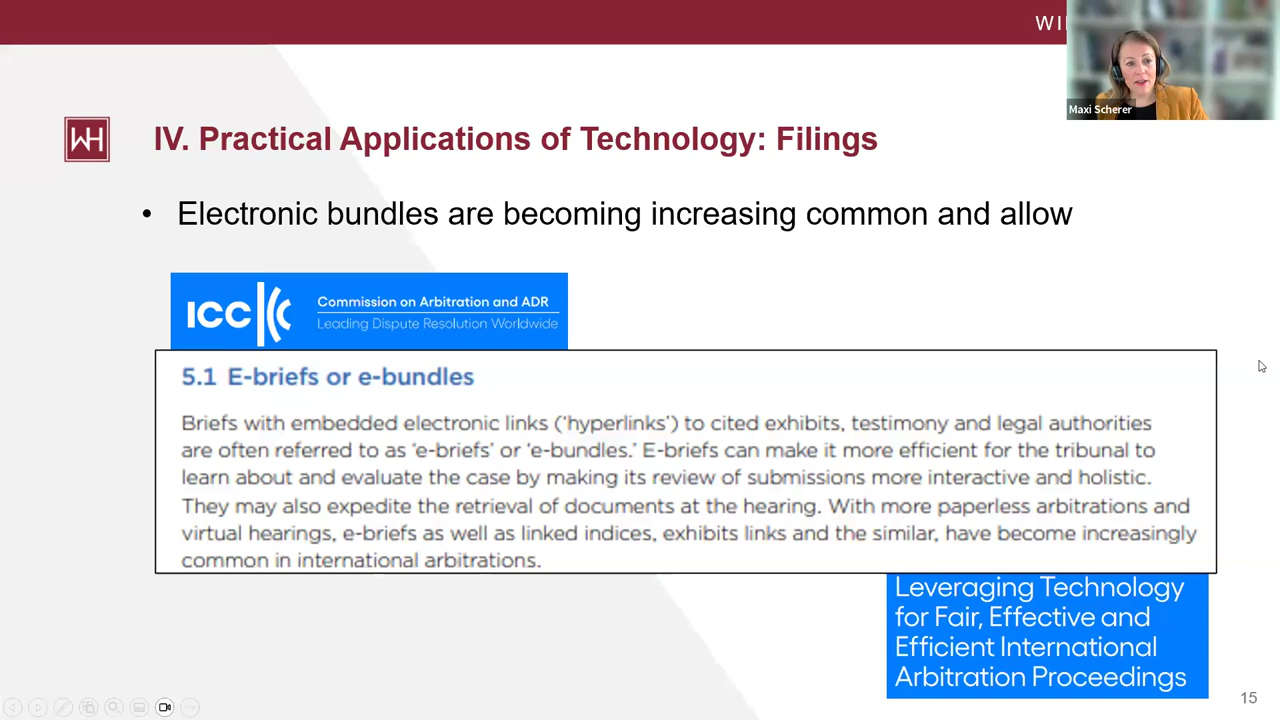 WI
Maxi Scherer
WH
IV. Practical Applications of Technology: Filings
• Electronic bundles are becoming increasing common and allow
ICC
Commission on Arbitration and ADR
Leading Dispute Resolution Worldwide
5.1 E-briefs or e-bundles
Briefs with embedded electronic links (‘hyperlinks’) to cited exhibits, testimony and legal authorities
are often referred to as ‘e-briefs’ or ‘e-bundles.’ E-briefs can make it more efficient for the tribunal to
learn about and evaluate the case by making its review of submissions more interactive and holistic.
They may also expedite the retrieval of documents at the hearing. With more paperless arbitrations and
virtual hearings, e-briefs as well as linked indices, exhibits links and the similar, have become increasingly
common in international arbitrations.
Leveraging Technology
for Fair, Effective and
Efficient International
Arbitration Proceedings
15